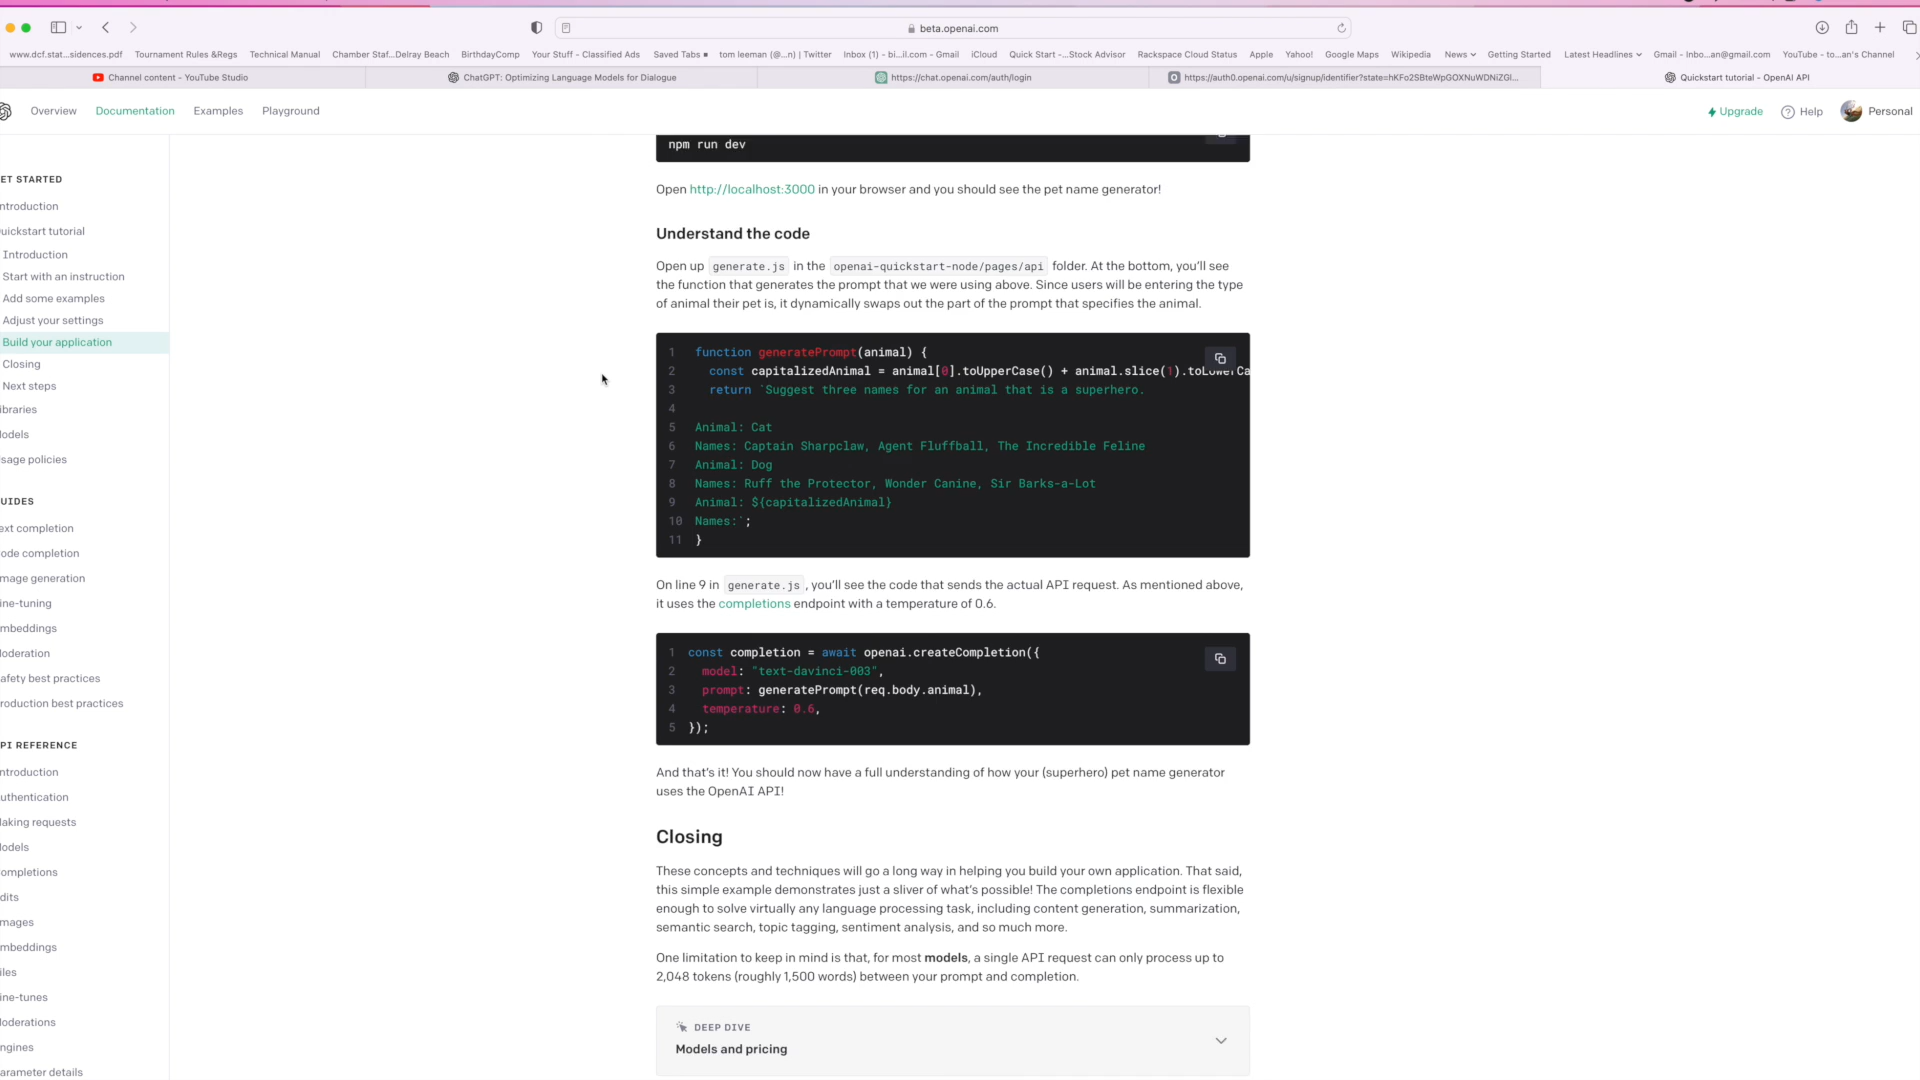 beta.openai.com
www.dcf.stat...sidences.pdf Tournament Rules &Regs Technical Manual Chamber Staf...Delray Beach BirthdayComp Your Stuff - Classified Ads Saved Tabs tom leeman (@...n) | Twitter Inbox (1) - bi...il.com - Gmail iCloud Quick Start -...Stock Advisor Rackspace Cloud Status Apple Yahoo! Google Maps Wikipedia News Getting Started Latest Headlines Gmail - Inbo...an@gmail.com YouTube - to...an's Channel
Channel content - YouTube Studio ChatGPT: Optimizing Language Models for Dialogue https://chat.openai.com/auth/login https://auth0.openai.com/u/signup/identifier?state=hKFo2SBteWpGOXNuWDNiZGl... Quickstart tutorial - OpenAI API
Overview Documentation Examples Playground Upgrade Help Personal
ET STARTED
ntroduction
uickstart tutorial
Introduction
Start with an instruction
Add some examples
Adjust your settings
Build your application
Closing
Next steps
ibraries
odels
sage policies
UIDES
ext completion
ode completion
mage generation
ine-tuning
mbeddings
oderation
afety best practices
roduction best practices
PI REFERENCE
ntroduction
uthentication
aking requests
odels
ompletions
dits
mages
mbeddings
iles
ine-tunes
oderations
ngines
arameter details
npm run dev
Open http://localhost:3000 in your browser and you should see the pet name generator!
Understand the code
Open up generate.js in the openai-quickstart-node/pages/api folder. At the bottom, you'll see
the function that generates the prompt that we were using above. Since users will be entering the type
of animal their pet is, it dynamically swaps out the part of the prompt that specifies the animal.
1 function generatePrompt(animal) {
2 const capitalizedAnimal = animal[0].toUpperCase() + animal.slice(1).toLowerCa
3 return `Suggest three names for an animal that is a superhero.
4
5 Animal: Cat
6 Names: Captain Sharpclaw, Agent Fluffball, The Incredible Feline
7 Animal: Dog
8 Names: Ruff the Protector, Wonder Canine, Sir Barks-a-Lot
9 Animal: ${capitalizedAnimal}
10 Names:`;
11 }
On line 9 in generate.js, you'll see the code that sends the actual API request. As mentioned above,
it uses the completions endpoint with a temperature of 0.6.
1 const completion = await openai.createCompletion({
2 model: "text-davinci-003",
3 prompt: generatePrompt(req.body.animal),
4 temperature: 0.6,
5 });
And that's it! You should now have a full understanding of how your (superhero) pet name generator
uses the OpenAI API!
Closing
These concepts and techniques will go a long way in helping you build your own application. That said,
this simple example demonstrates just a sliver of what's possible! The completions endpoint is flexible
enough to solve virtually any language processing task, including content generation, summarization,
semantic search, topic tagging, sentiment analysis, and so much more.
One limitation to keep in mind is that, for most models, a single API request can only process up to
2,048 tokens (roughly 1,500 words) between your prompt and completion.
DEEP DIVE
Models and pricing